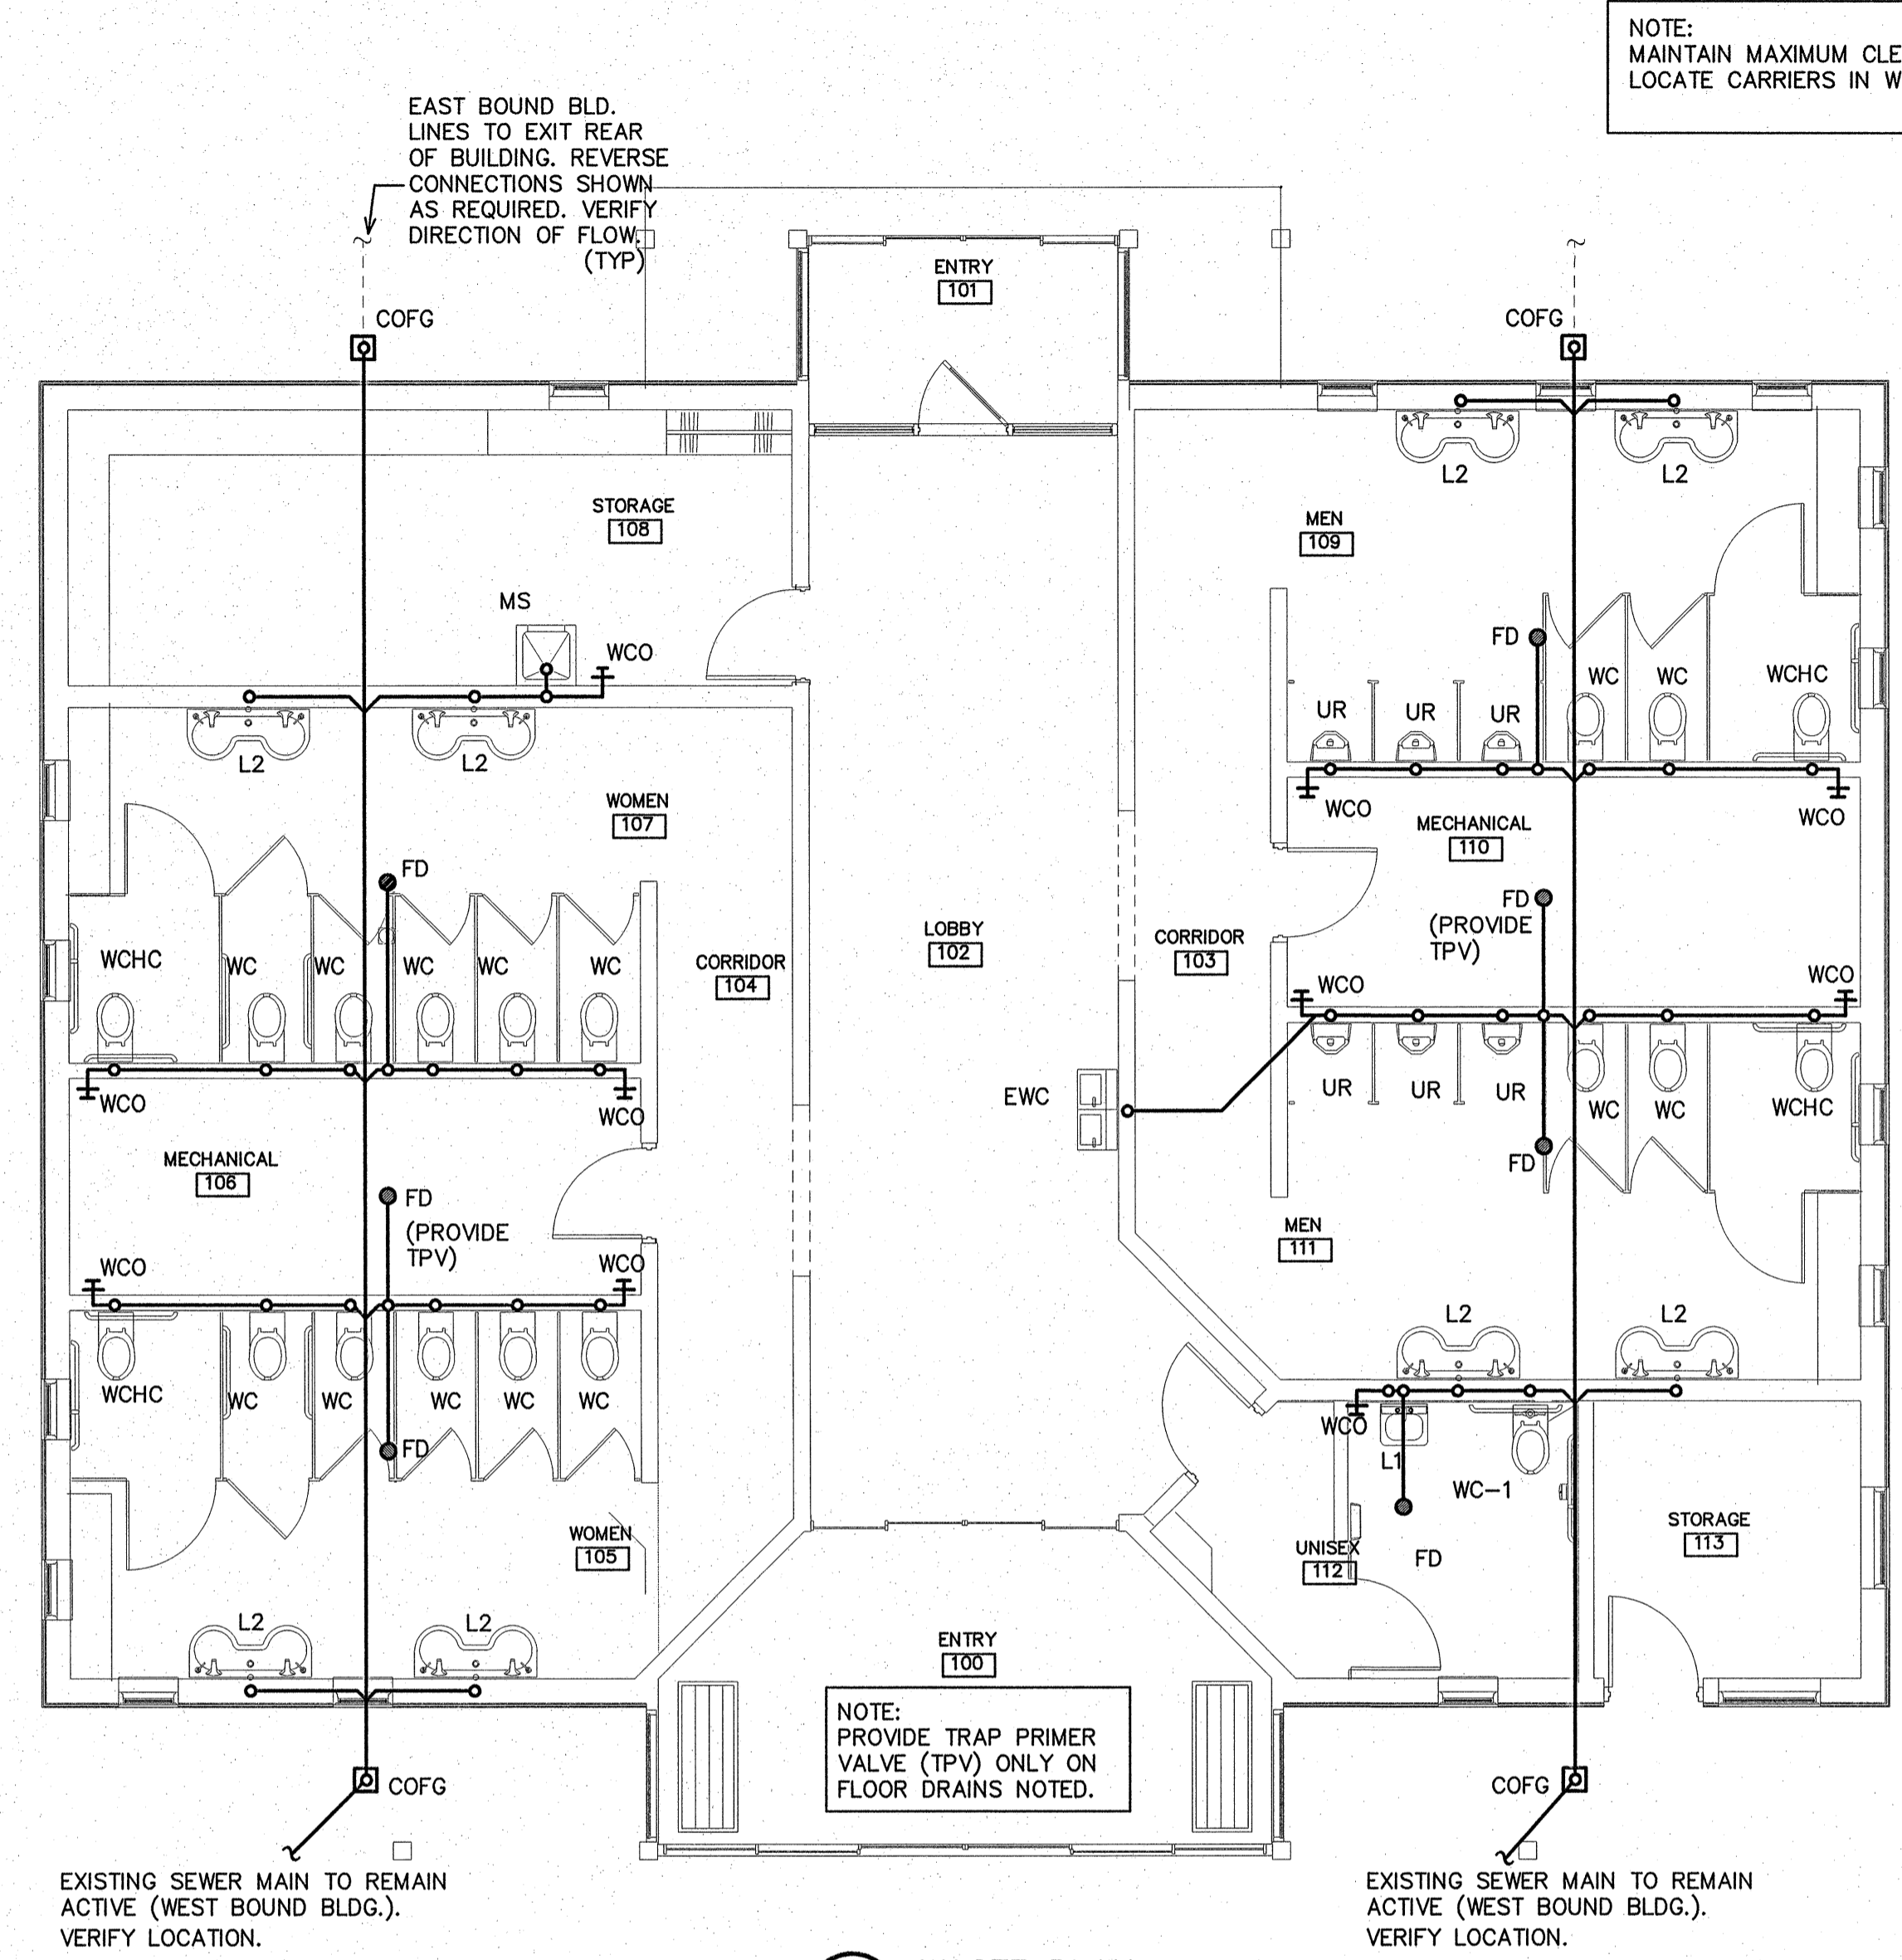 NOTE:
MAINTAIN MAXIMUM CLE
LOCATE CARRIERS IN W
EAST BOUND BLD.
LINES TO EXIT REAR
OF BUILDING. REVERSE
CONNECTIONS SHOWN
AS REQUIRED. VERIFY
DIRECTION OF FLOW.
(TYP)
ENTRY
101
COFG
COFG
L2
L2
STORAGE
108
MEN
109
MS
WCO
FD
WC
WC
WCHC
UR
UR
UR
L2
L2
WOMEN
107
WCO
WCO
MECHANICAL
110
FD
FD
(PROVIDE
TPV)
LOBBY
102
CORRIDOR
103
CORRIDOR
104
WCHC
WC
WC
WC
WC
WC
WCO
WCO
WCO
WCO
EWC
UR
UR
UR
WC
WC
WCHC
MECHANICAL
106
FD
FD
(PROVIDE
TPV)
MEN
111
WCO
WCO
L2
L2
WCHC
WC
WC
WC
WC
WC
WCO
FD
L1
WC-1
WOMEN
105
UNISEX
112
FD
STORAGE
113
L2
L2
ENTRY
100
NOTE:
PROVIDE TRAP PRIMER
VALVE (TPV) ONLY ON
FLOOR DRAINS NOTED.
COFG
COFG
EXISTING SEWER MAIN TO REMAIN
ACTIVE (WEST BOUND BLDG.).
VERIFY LOCATION.
EXISTING SEWER MAIN TO REMAIN
ACTIVE (WEST BOUND BLDG.).
VERIFY LOCATION.